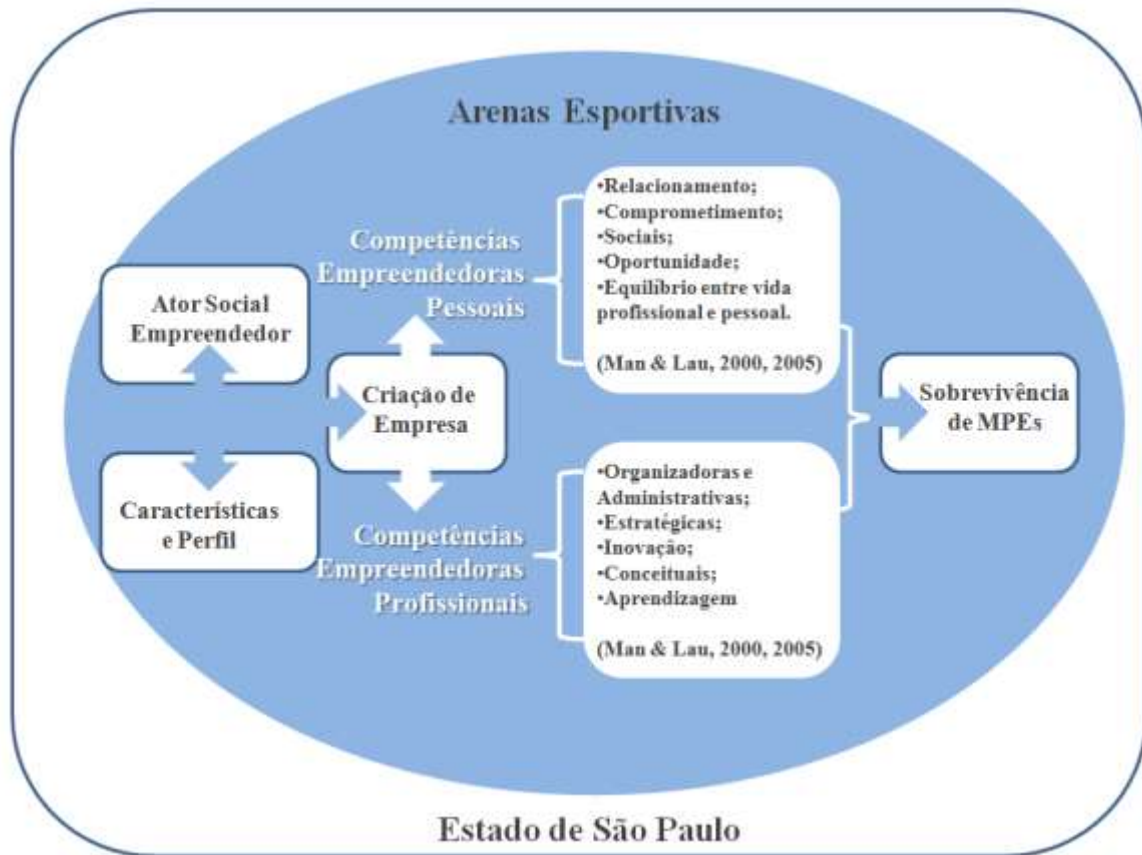 Arenas Esportivas
Ator Social
Empreendedor
Características
e Perfil
Criação de
Empresa
Competências
Empreendedoras
Pessoais
•Relacionamento;
•Comprometimento;
•Sociais;
•Oportunidade;
•Equilíbrio entre vida
profissional e pessoal.
(Man & Lau, 2000, 2005)
Competências
Empreendedoras
Profissionais
•Organizadoras e
Administrativas;
•Estratégicas;
•Inovação;
•Conceituais;
•Aprendizagem
(Man & Lau, 2000, 2005)
Sobrevivência
de MPEs
Estado de São Paulo